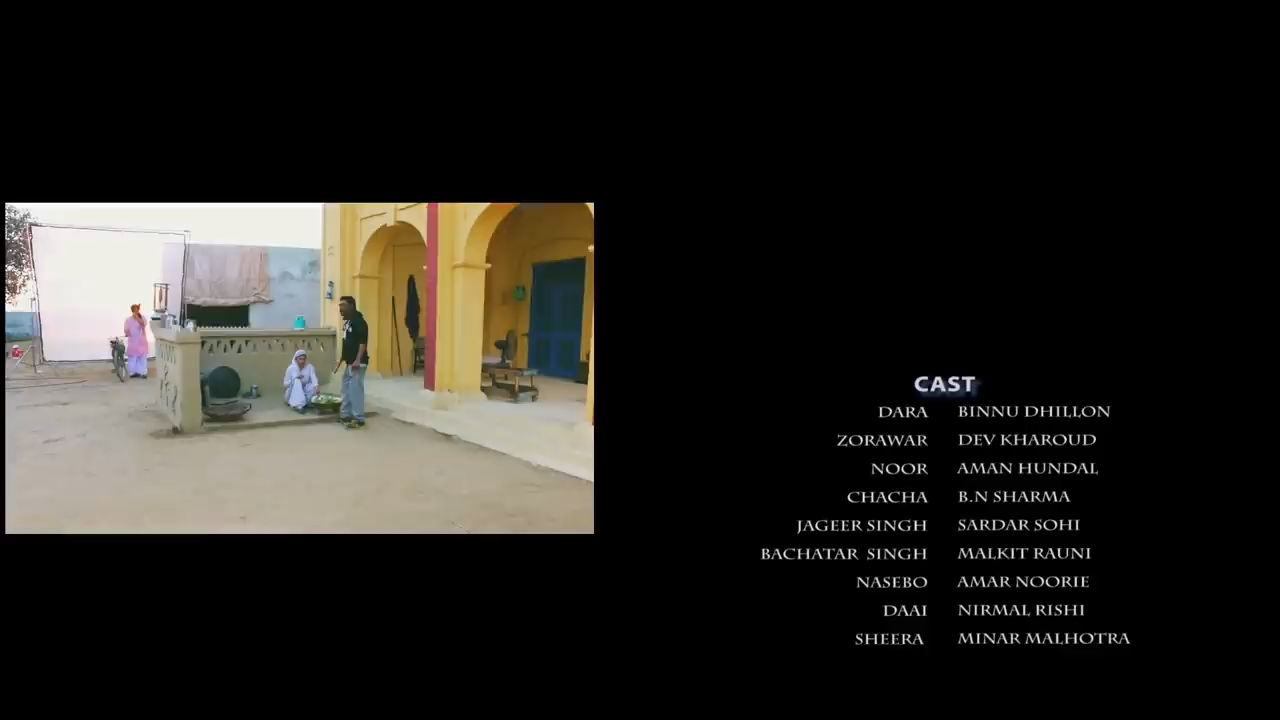 CAST
DARA BINNU DHILLON
ZORAWAR DEV KHAROUD
NOOR AMAN HUNDAL
CHACHA B.N SHARMA
JAGEER SINGH SARDAR SOHI
BACHATAR SINGH MALKIT RAUNI
NASEBO AMAR NOORIE
DAAI NIRMAL RISHI
SHEERA MINAR MALHOTRA